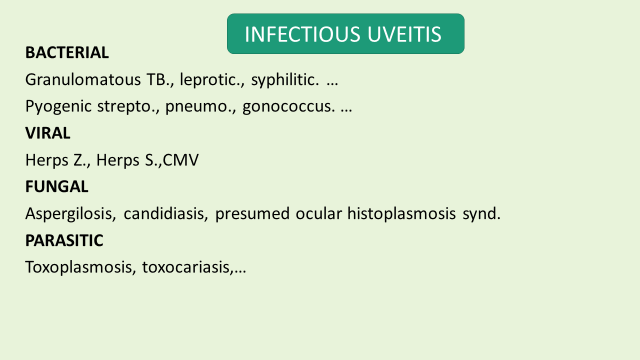 INFECTIOUS UVEITIS
BACTERIAL
Granulomatous TB., leprotic., syphilitic. ...
Pyogenic strepto., pneumo., gonococcus. ...
VIRAL
Herps Z., Herps S.,CMV
FUNGAL
Aspergilosis, candidiasis, presumed ocular histoplasmosis synd.
PARASITIC
Toxoplasmosis, toxocariasis,...